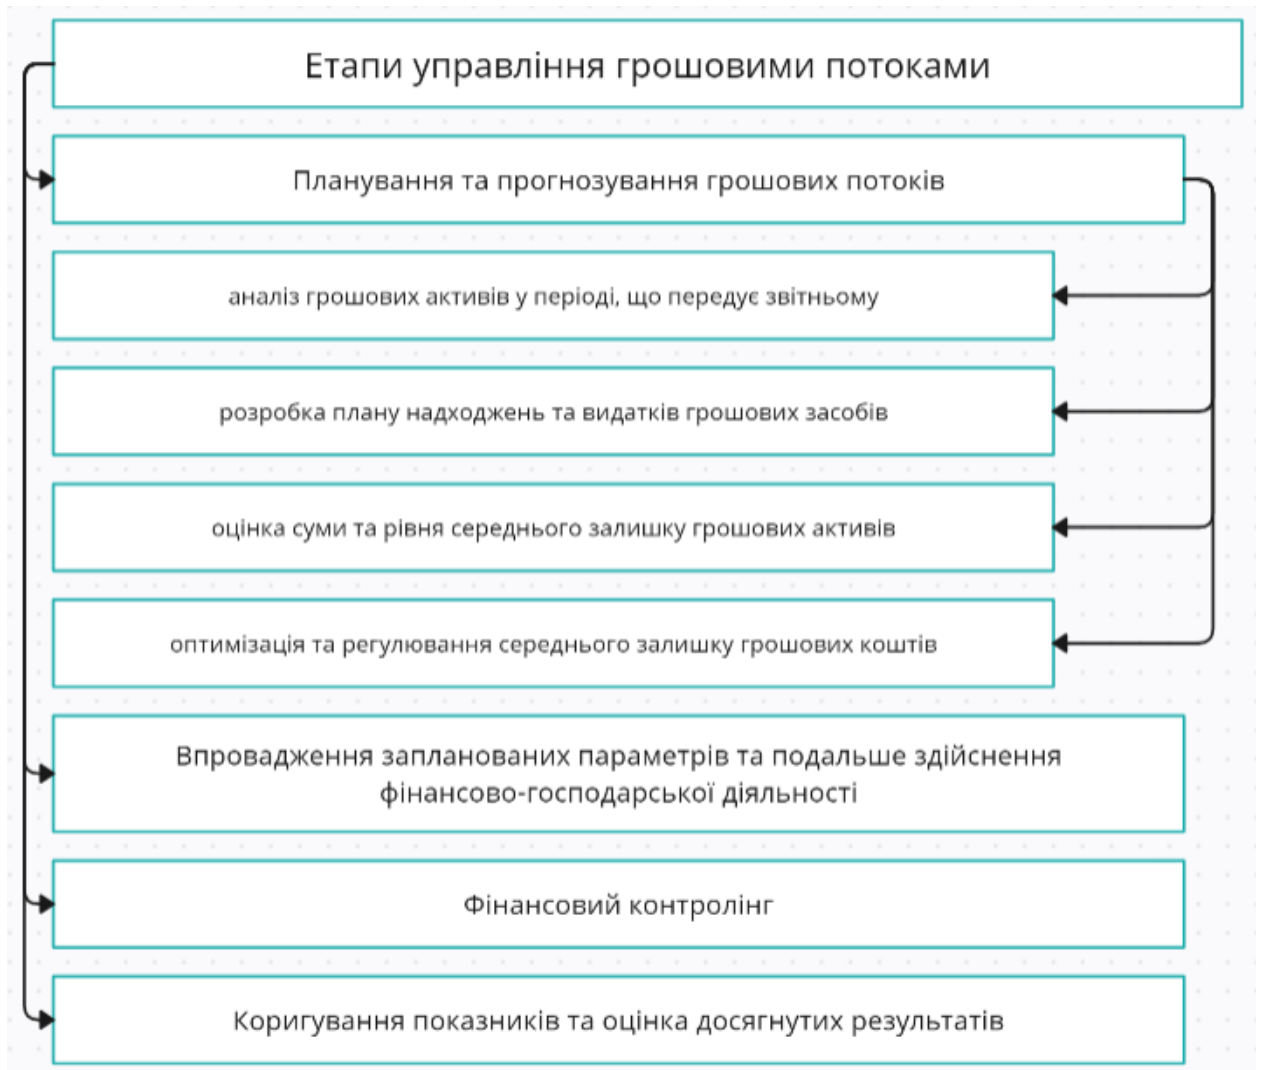 Етапи управління грошовими потоками
Планування та прогнозування грошових потоків
аналіз грошових активів у періоді, що передує звітньому
розробка плану надходжень та видатків грошових засобів
оцінка суми та рівня середнього залишку грошових активів
оптимізація та регулювання середнього залишку грошових коштів
Впровадження запланованих параметрів та подальше здійснення
фінансово-господарської діяльності
Фінансовий контролінг
Коригування показників та оцінка досягнутих результатів